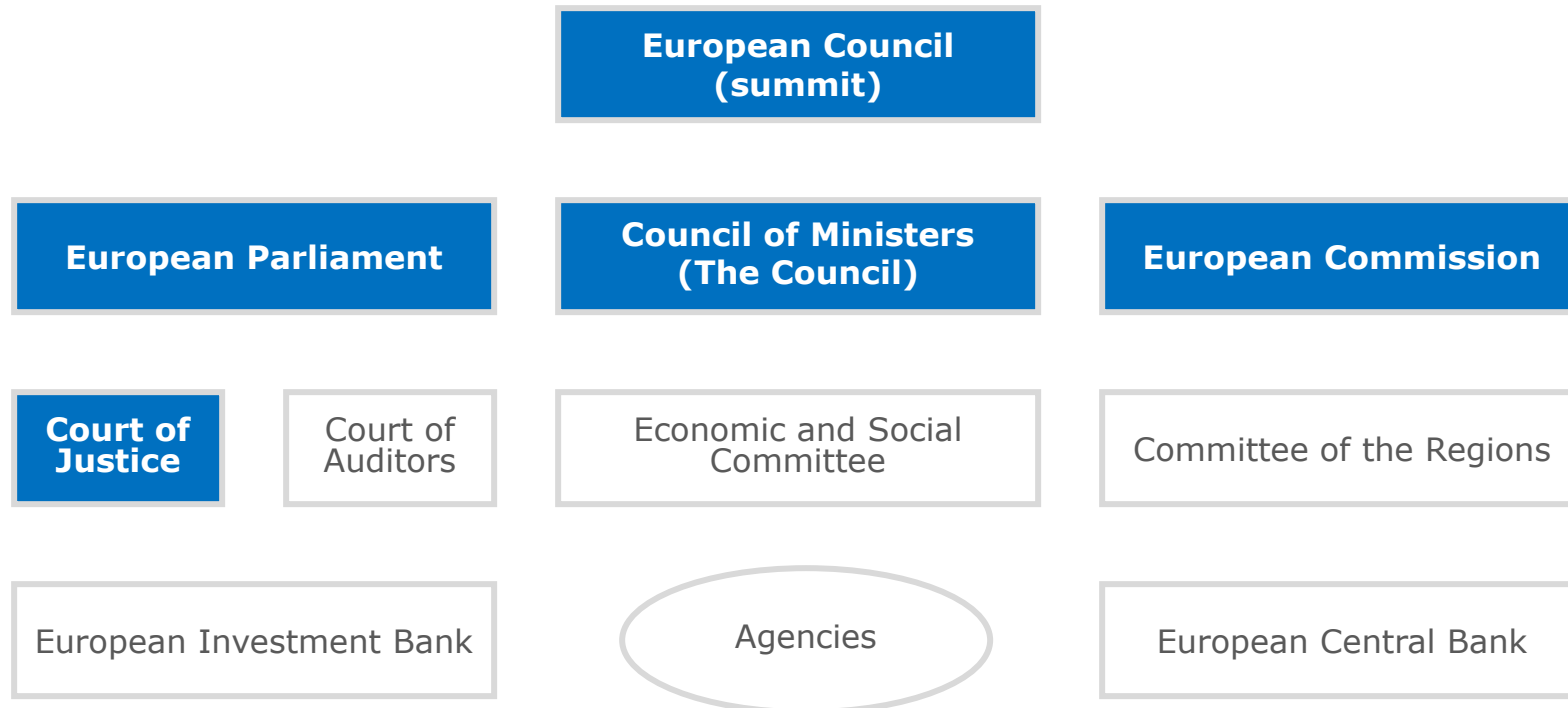 European Council
(summit)
European Parliament
Council of Ministers
(The Council)
European Commission
Court of
Justice
Court of
Auditors
Economic and Social
Committee
Committee of the Regions
European Investment Bank
Agencies
European Central Bank